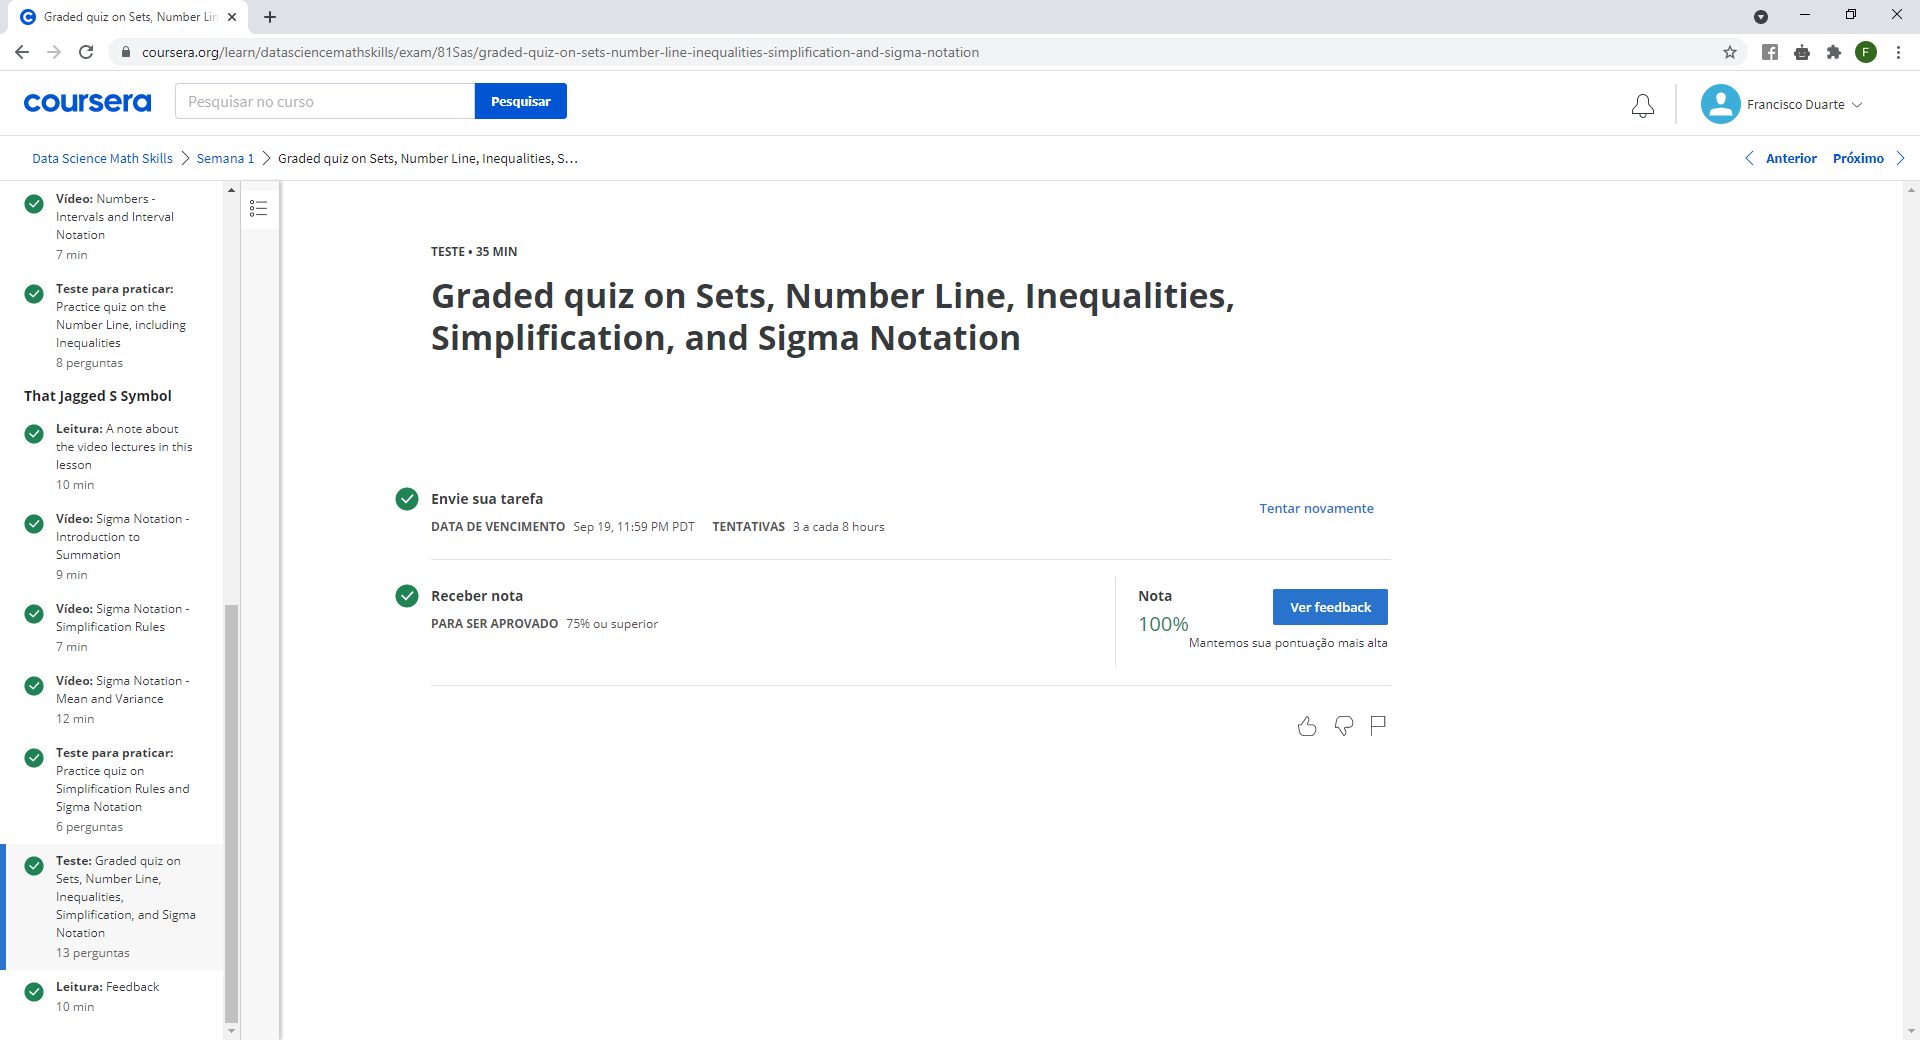 Graded quiz on Sets, Number Lin
coursera.org/learn/datasciencemathskills/exam/81Sas/graded-quiz-on-sets-number-line-inequalities-simplification-and-sigma-notation
F
coursera
Pesquisar no curso
Pesquisar
Francisco Duarte
Data Science Math Skills
Semana 1
Graded quiz on Sets, Number Line, Inequalities, S...
Anterior
Próximo
Vídeo: Numbers -
Intervals and Interval
Notation
7 min
Teste para praticar:
Practice quiz on the
Number Line, including
Inequalities
8 perguntas
That Jagged S Symbol
Leitura: A note about
the video lectures in this
lesson
10 min
Vídeo: Sigma Notation -
Introduction to
Summation
9 min
Vídeo: Sigma Notation -
Simplification Rules
7 min
Vídeo: Sigma Notation -
Mean and Variance
12 min
Teste para praticar:
Practice quiz on
Simplification Rules and
Sigma Notation
6 perguntas
Teste: Graded quiz on
Sets, Number Line,
Inequalities,
Simplification, and Sigma
Notation
13 perguntas
Leitura: Feedback
10 min
TESTE • 35 MIN
Graded quiz on Sets, Number Line, Inequalities,
Simplification, and Sigma Notation
Envie sua tarefa
DATA DE VENCIMENTO Sep 19, 11:59 PM PDT TENTATIVAS 3 a cada 8 hours
Tentar novamente
Receber nota
PARA SER APROVADO 75% ou superior
Nota
100%
Ver feedback
Mantemos sua pontuação mais alta